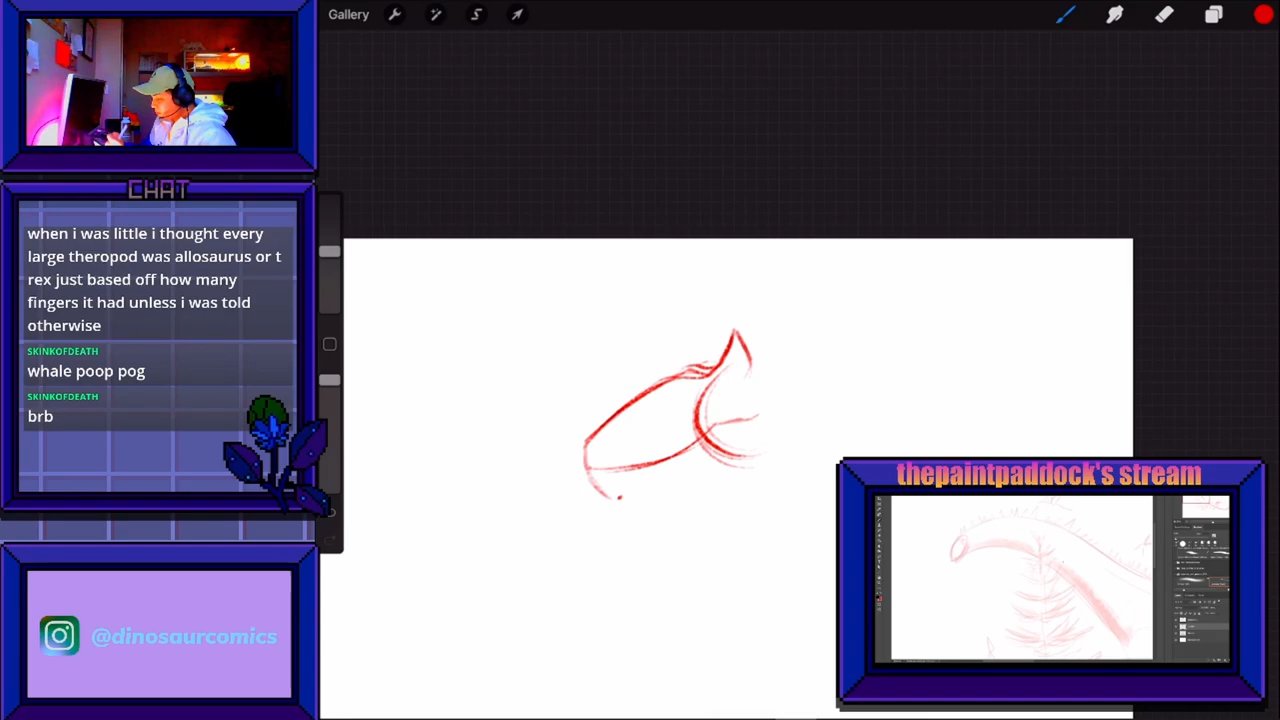 Gallery
CHAT
when i was little i thought every
large theropod was allosaurus or t
rex just based off how many
fingers it had unless i was told
otherwise
SKINKOFDEATH
whale poop pog
SKINKOFDEATH
brb
thepaintpaddock's stream
@dinosaurcomics